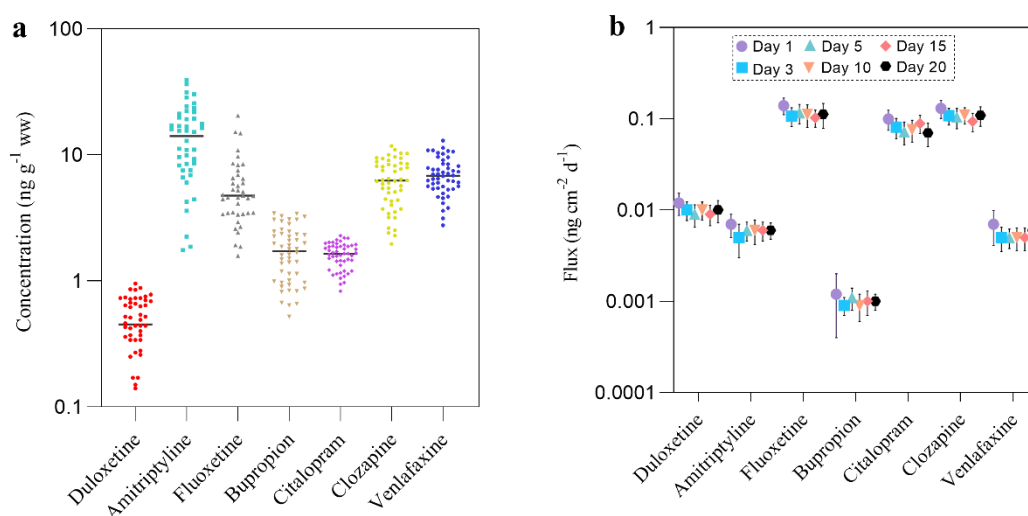 a
Concentration (ng g⁻¹ ww)
100
10
1
0.1
Duloxetine
Amitriptyline
Fluoxetine
Bupropion
Citalopram
Clozapine
Venlafaxine
b
Flux (ng cm⁻² d⁻¹)
1
0.1
0.01
0.001
0.0001
Day 1 Day 5 Day 15
Day 3 Day 10 Day 20
Duloxetine
Amitriptyline
Fluoxetine
Bupropion
Citalopram
Clozapine
Venlafaxine